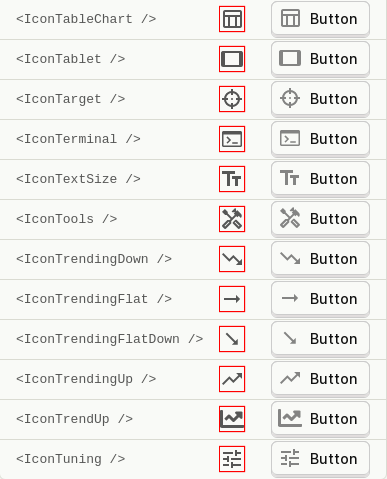 <IconTableChart /> Button
<IconTablet /> Button
<IconTarget /> Button
<IconTerminal /> Button
<IconTextSize /> Button
<IconTools /> Button
<IconTrendingDown /> Button
<IconTrendingFlat /> Button
<IconTrendingFlatDown /> Button
<IconTrendingUp /> Button
<IconTrendUp /> Button
<IconTuning /> Button